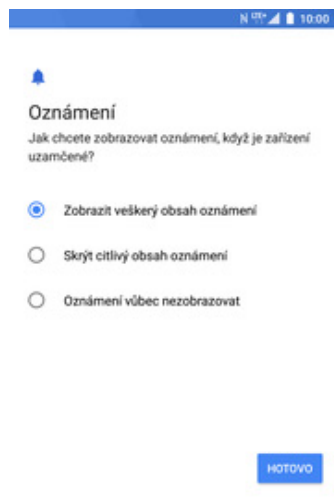 N LTE 10:00
Oznámení
Jak chcete zobrazovat oznámení, když je zařízení
uzamčené?
Zobrazit veškerý obsah oznámení
Skrýt citlivý obsah oznámení
Oznámení vůbec nezobrazovat
HOTOVO